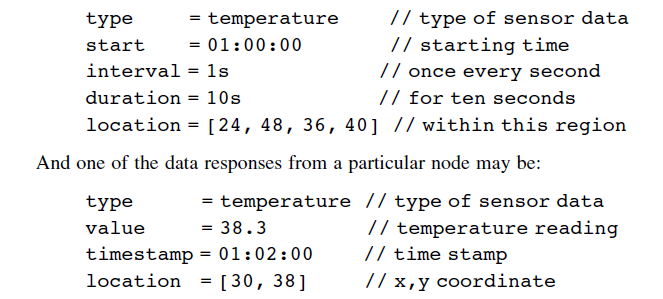 type = temperature // type of sensor data
start = 01:00:00 // starting time
interval = 1s // once every second
duration = 10s // for ten seconds
location = [24, 48, 36, 40] // within this region
And one of the data responses from a particular node may be:
type = temperature // type of sensor data
value = 38.3 // temperature reading
timestamp = 01:02:00 // time stamp
location = [30, 38] // x,y coordinate